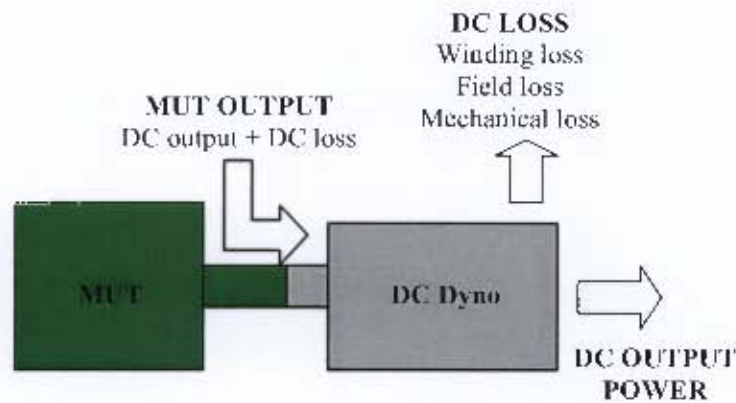 DC LOSS
Winding loss
Field loss
Mechanical loss
MUT OUTPUT
DC output + DC loss
MUT
DC Dyno
DC OUTPUT
POWER